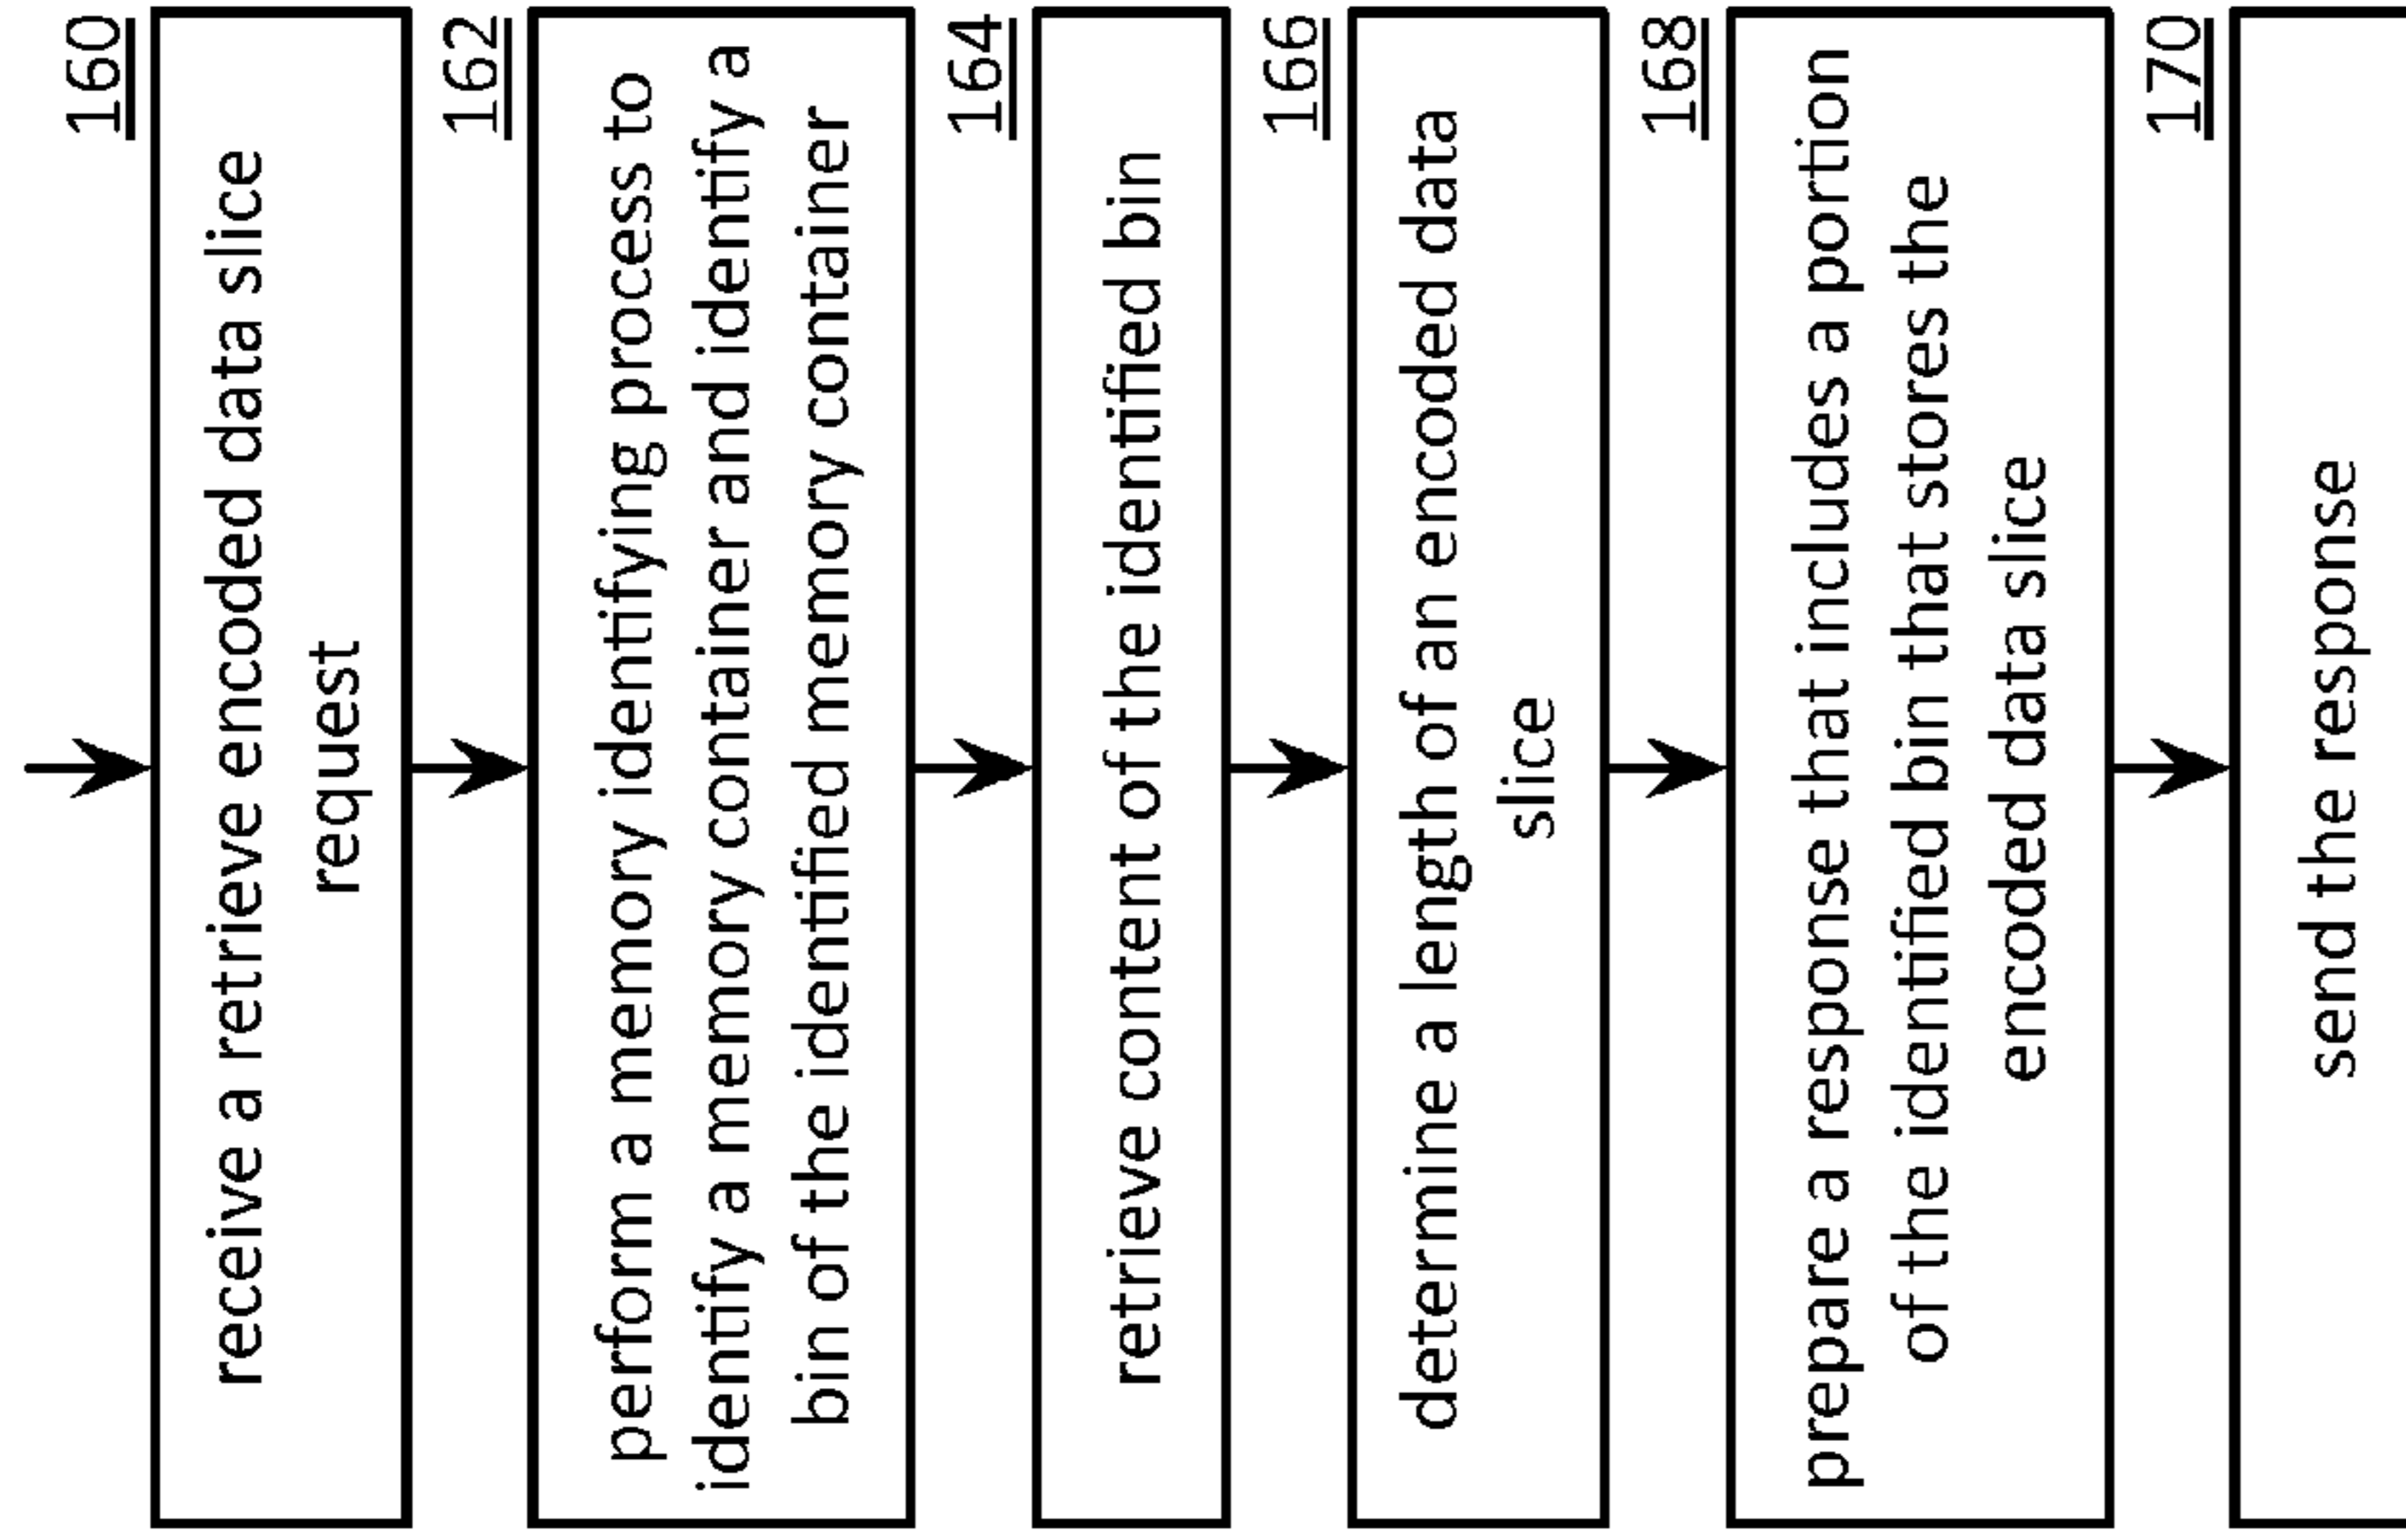 160
receive a retrieve encoded data slice
request
162
perform a memory identifying process to
identify a memory container and identify a
bin of the identified memory container
164
retrieve content of the identified bin
166
determine a length of an encoded data
slice
168
prepare a response that includes a portion
of the identified bin that stores the
encoded data slice
170
send the response